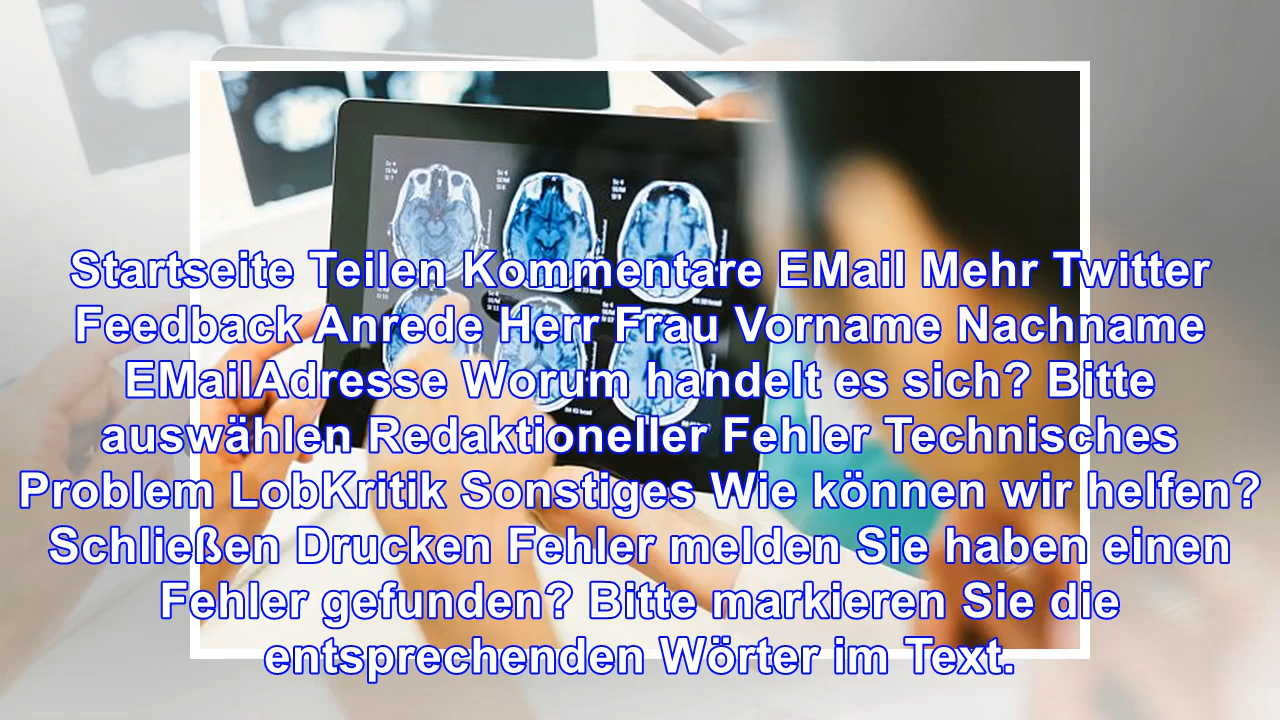 Startseite Teilen Kommentare EMail Mehr Twitter
Feedback Anrede Herr Frau Vorname Nachname
EMailAdresse Worum handelt es sich? Bitte
auswählen Redaktioneller Fehler Technisches
Problem LobKritik Sonstiges Wie können wir helfen?
Schließen Drucken Fehler melden Sie haben einen
Fehler gefunden? Bitte markieren Sie die
entsprechenden Wörter im Text.